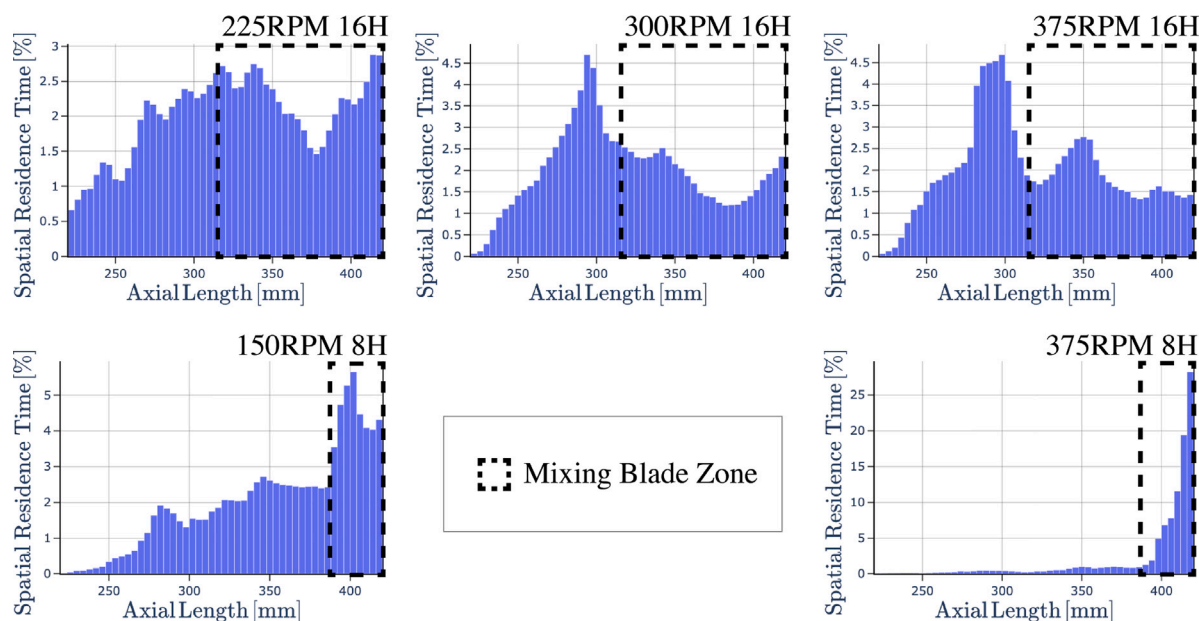 225RPM 16H
Spatial Residence Time [%]
3
2.5
2
1.5
1
0.5
0
250 300 350 400
Axial Length [mm]
300RPM 16H
Spatial Residence Time [%]
4.5
4
3.5
3
2.5
2
1.5
1
0.5
0
250 300 350 400
Axial Length [mm]
375RPM 16H
Spatial Residence Time [%]
4.5
4
3.5
3
2.5
2
1.5
1
0.5
0
250 300 350 400
Axial Length [mm]
150RPM 8H
Spatial Residence Time [%]
5
4
3
2
1
0
250 300 350 400
Axial Length [mm]
Mixing Blade Zone
375RPM 8H
Spatial Residence Time [%]
25
20
15
10
5
0
250 300 350 400
Axial Length [mm]